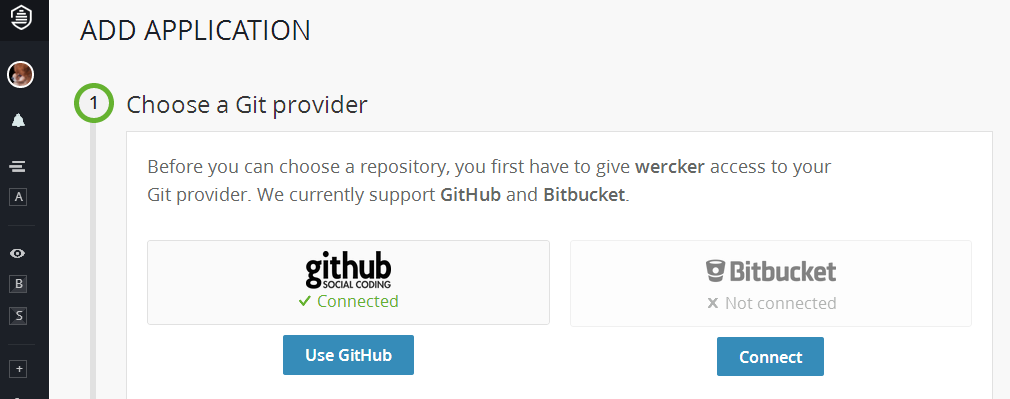 ADD APPLICATION
1 Choose a Git provider
Before you can choose a repository, you first have to give wercker access to your
Git provider. We currently support GitHub and Bitbucket.
github
SOCIAL CODING
Connected
Use GitHub
Bitbucket
Not connected
Connect
A
B
S
+